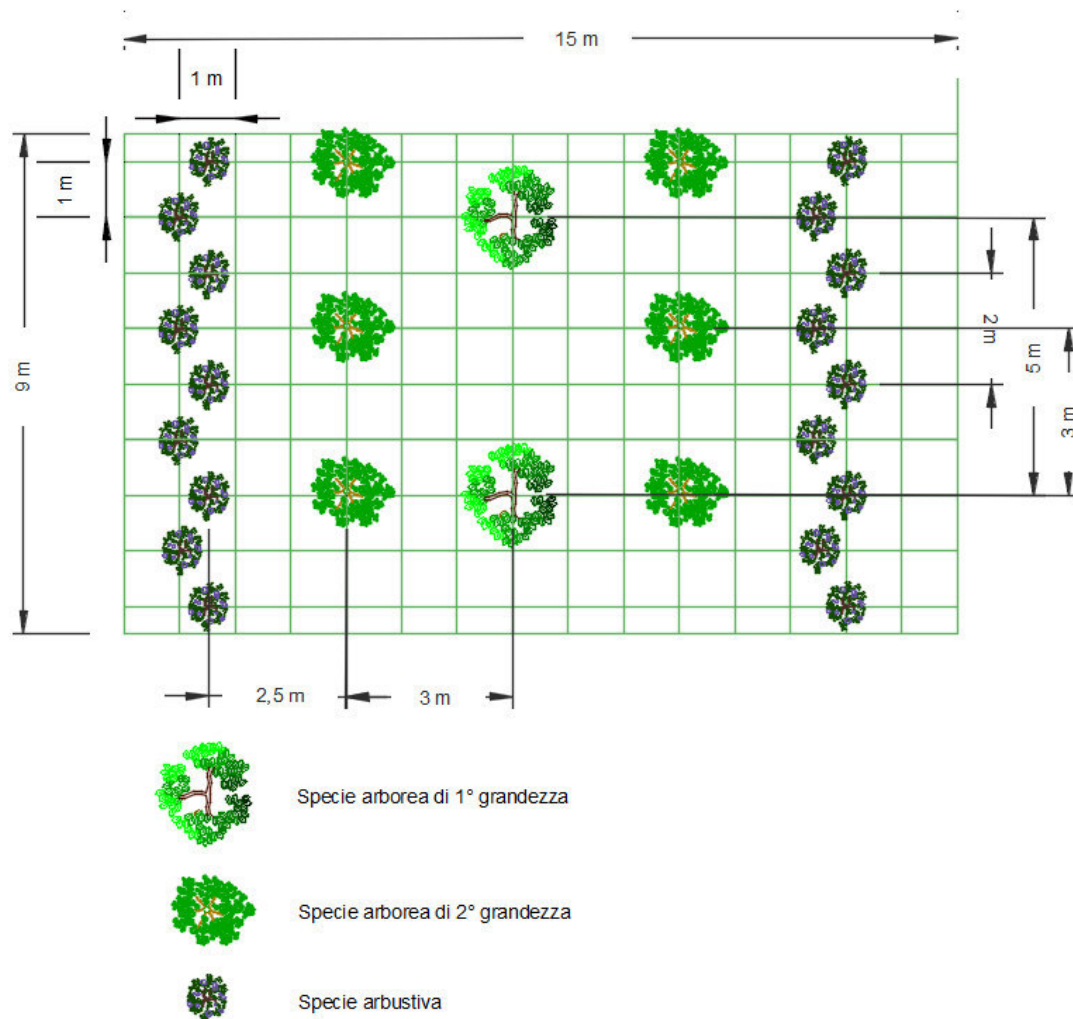 15 m
1 m
1 m
9 m
2 m
5 m
3 m
2,5 m
3 m
Specie arborea di 1° grandezza
Specie arborea di 2° grandezza
Specie arbustiva